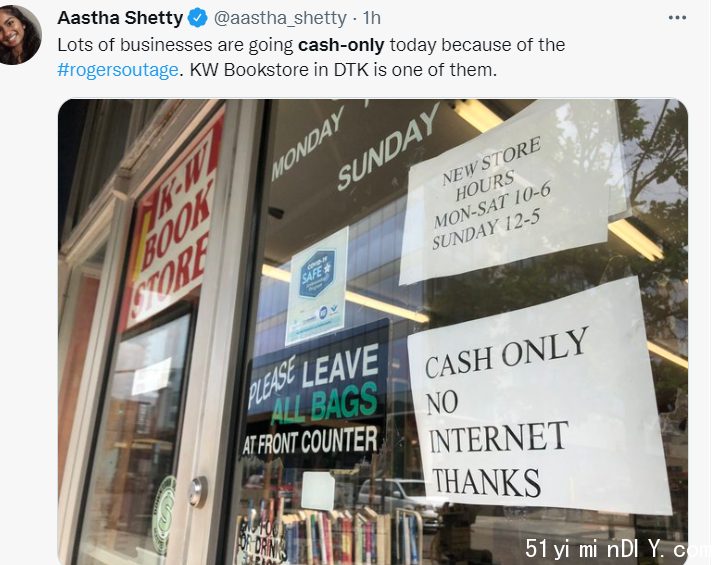 Aastha Shetty @aastha_shetty · 1h
Lots of businesses are going cash-only today because of the
#rogersoutage. KW Bookstore in DTK is one of them.
MONDAY
SUNDAY
K-W
BOOK
STORE
NEW STORE
HOURS
MON-SAT 10-6
SUNDAY 12-5
COVID-19
SAFE
PLEASE LEAVE
ALL BAGS
AT FRONT COUNTER
CASH ONLY
NO
INTERNET
THANKS
51yiminDIY.com